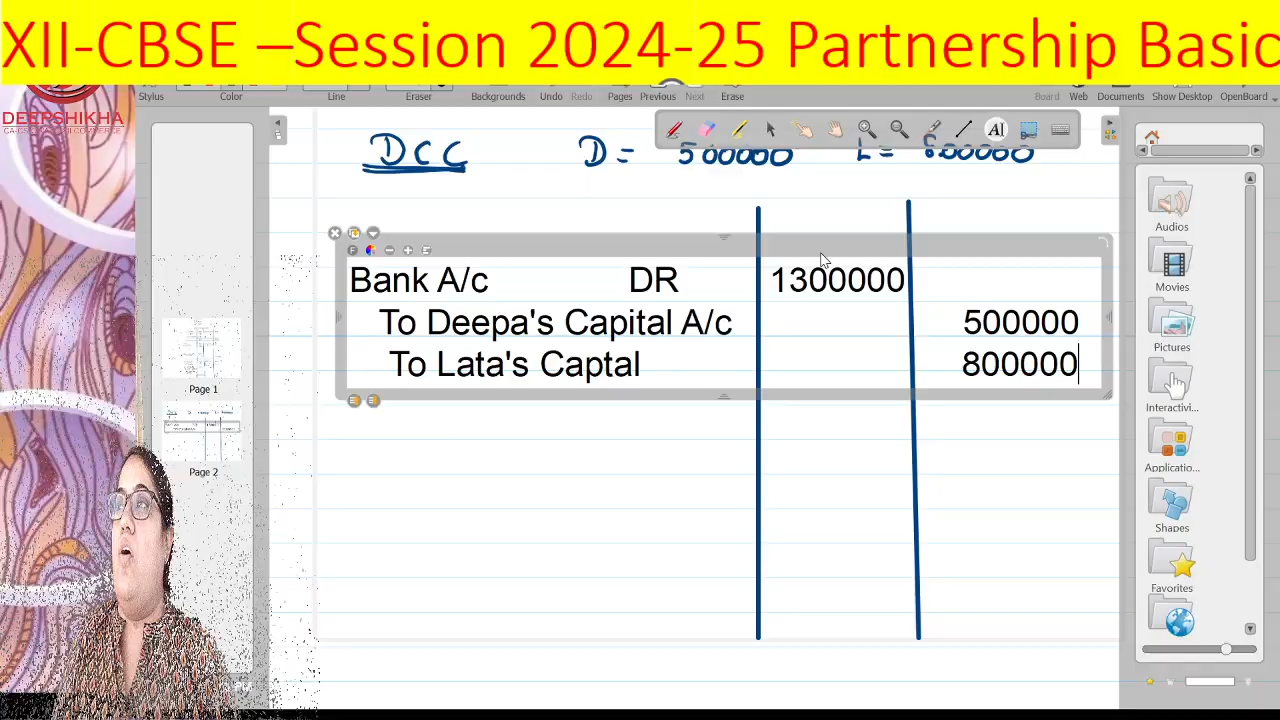 XII-CBSE –Session 2024-25 Partnership Basic
DEEPSHIKHA
Styles Color Line Eraser Backgrounds Undo Redo Pages Previous Next Erase Board Web Documents Show Desktop OpenBoard
DCC D = 500000 L = 800000
Bank A/c DR 1300000
To Deepa's Capital A/c 500000
To Lata's Captal 800000
Audios
Movies
Pictures
Interactivi...
Applicatio...
Shapes
Favorites
Page 1
Page 2